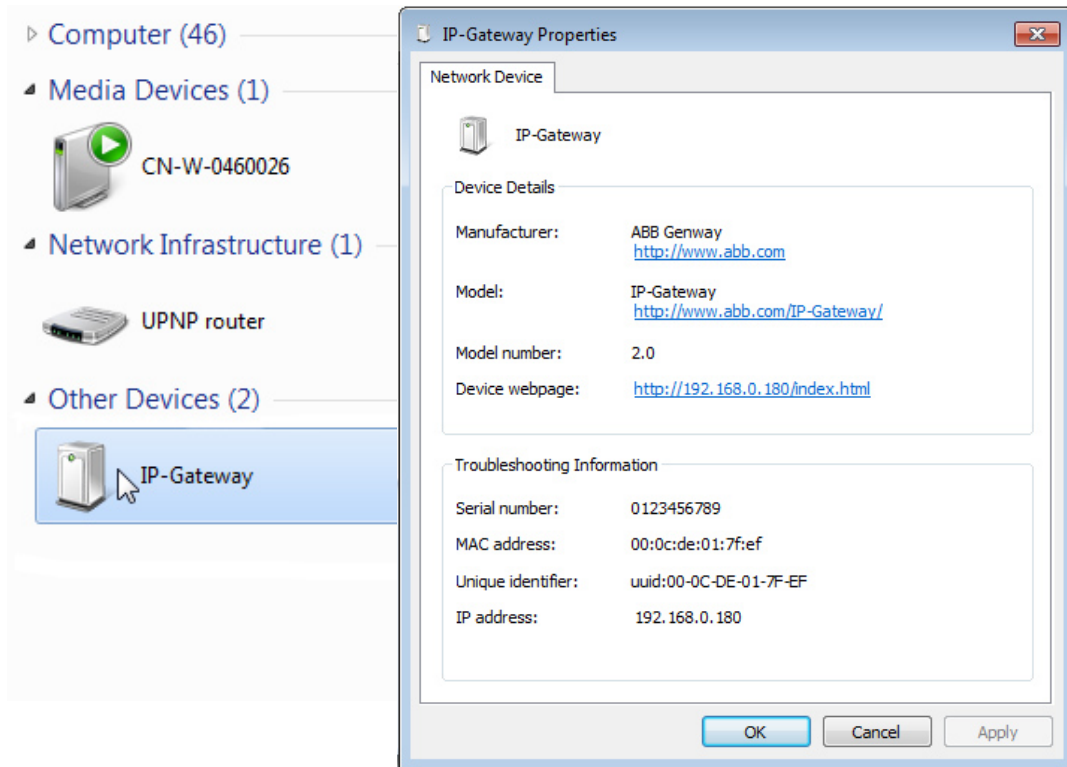 Computer (46)
Media Devices (1)
CN-W-0460026
Network Infrastructure (1)
UPNP router
Other Devices (2)
IP-Gateway
IP-Gateway Properties
Network Device
IP-Gateway
Device Details
Manufacturer: ABB Genway
http://www.abb.com
Model: IP-Gateway
http://www.abb.com/IP-Gateway/
Model number: 2.0
Device webpage: http://192.168.0.180/index.html
Troubleshooting Information
Serial number: 0123456789
MAC address: 00:0c:de:01:7f:ef
Unique identifier: uuid:00-0C-DE-01-7F-EF
IP address: 192.168.0.180
OK Cancel Apply